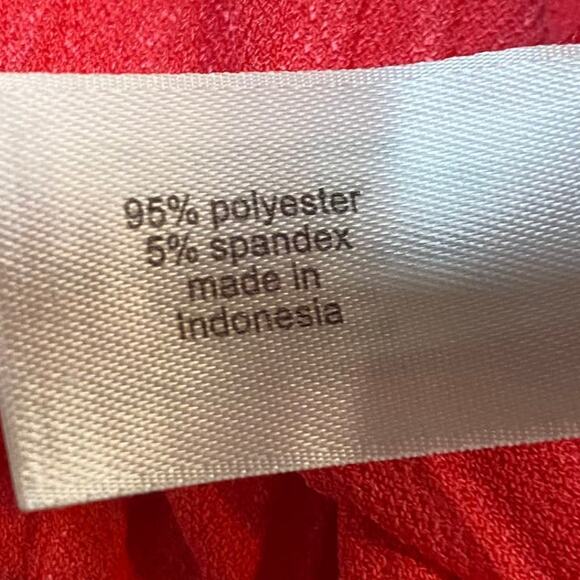 95% polyester
5% spandex
made in
Indonesia